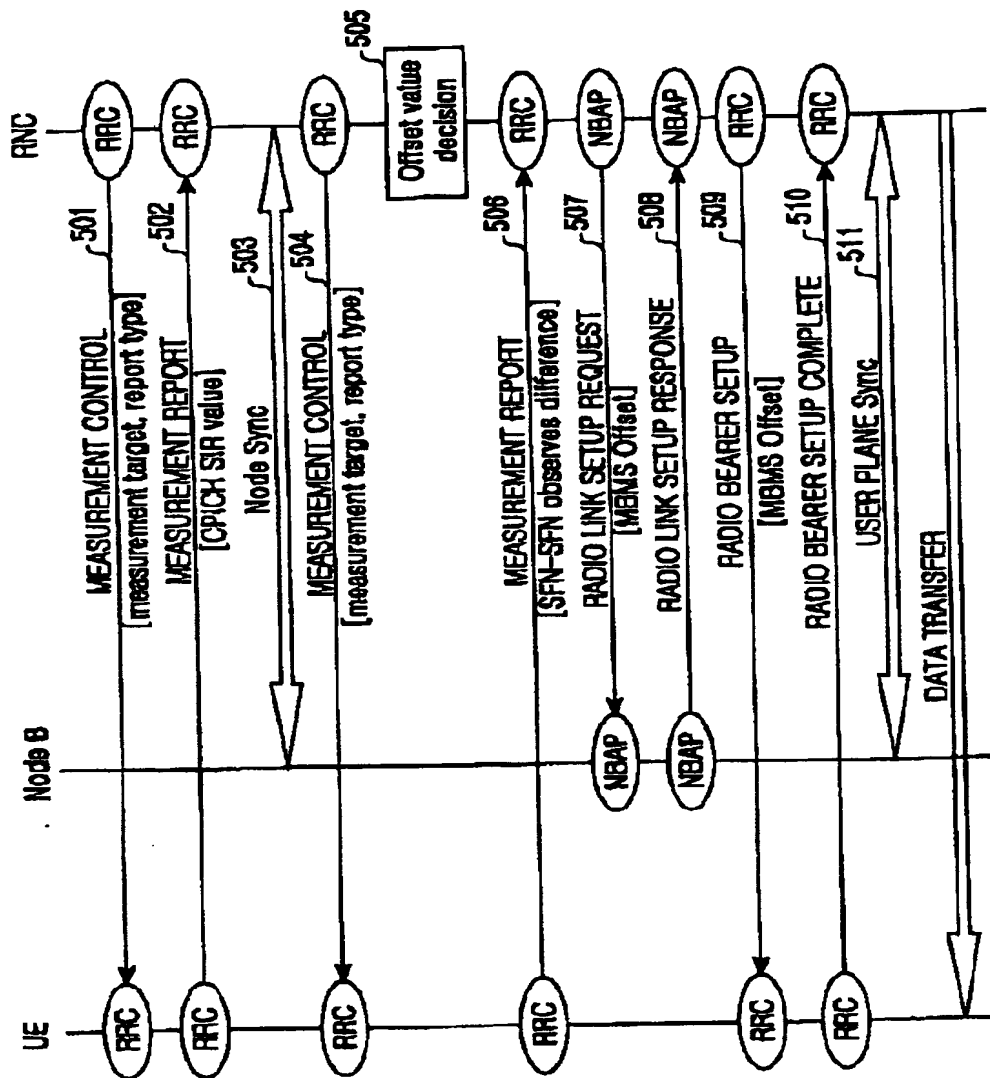 UE
Node B
RNC
MEASUREMENT CONTROL
501
[measurement target, report type]
RRC
RRC
MEASUREMENT REPORT
502
[CPICH SIR value]
RRC
RRC
503
Node Sync
MEASUREMENT CONTROL
504
[measurement target, report type]
RRC
RRC
505
Offset value
decision
MEASUREMENT REPORT
506
[SFN-SFN observes difference]
RRC
RRC
RADIO LINK SETUP REQUEST
507
[MBMS Offset]
NBAP
NBAP
RADIO LINK SETUP RESPONSE
508
NBAP
NBAP
RADIO BEARER SETUP
509
[MBMS Offset]
RRC
RRC
RADIO BEARER SETUP COMPLETE
510
RRC
RRC
511
USER PLANE Sync
DATA TRANSFER